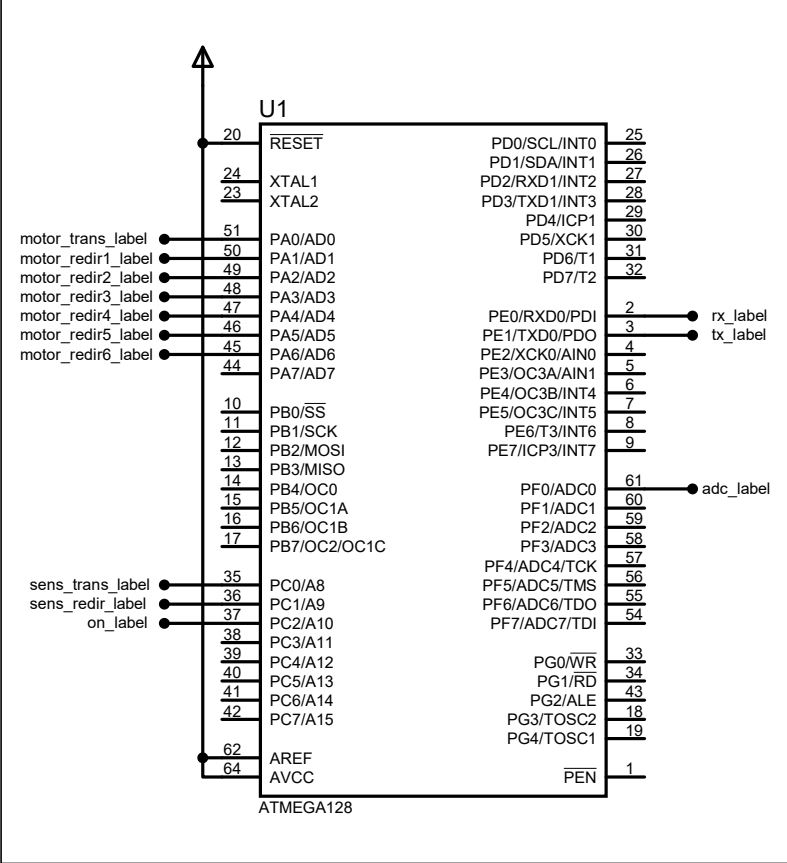 U1
20 RESET
24 XTAL1
23 XTAL2
motor_trans_label 51 PA0/AD0
motor_redir1_label 50 PA1/AD1
motor_redir2_label 49 PA2/AD2
motor_redir3_label 48 PA3/AD3
motor_redir4_label 47 PA4/AD4
motor_redir5_label 46 PA5/AD5
motor_redir6_label 45 PA6/AD6
44 PA7/AD7
10 PB0/SS
11 PB1/SCK
12 PB2/MOSI
13 PB3/MISO
14 PB4/OC0
15 PB5/OC1A
16 PB6/OC1B
17 PB7/OC2/OC1C
sens_trans_label 35 PC0/A8
sens_redir_label 36 PC1/A9
on_label 37 PC2/A10
38 PC3/A11
39 PC4/A12
40 PC5/A13
41 PC6/A14
42 PC7/A15
62 AREF
64 AVCC
PD0/SCL/INT0 25
PD1/SDA/INT1 26
PD2/RXD1/INT2 27
PD3/TXD1/INT3 28
PD4/ICP1 29
PD5/XCK1 30
PD6/T1 31
PD7/T2 32
PE0/RXD0/PDI 2 rx_label
PE1/TXD0/PDO 3 tx_label
PE2/XCK0/AIN0 4
PE3/OC3A/AIN1 5
PE4/OC3B/INT4 6
PE5/OC3C/INT5 7
PE6/T3/INT6 8
PE7/ICP3/INT7 9
PF0/ADC0 61 adc_label
PF1/ADC1 60
PF2/ADC2 59
PF3/ADC3 58
PF4/ADC4/TCK 57
PF5/ADC5/TMS 56
PF6/ADC6/TDO 55
PF7/ADC7/TDI 54
PG0/WR 33
PG1/RD 34
PG2/ALE 43
PG3/TOSC2 18
PG4/TOSC1 19
PEN 1
ATMEGA128